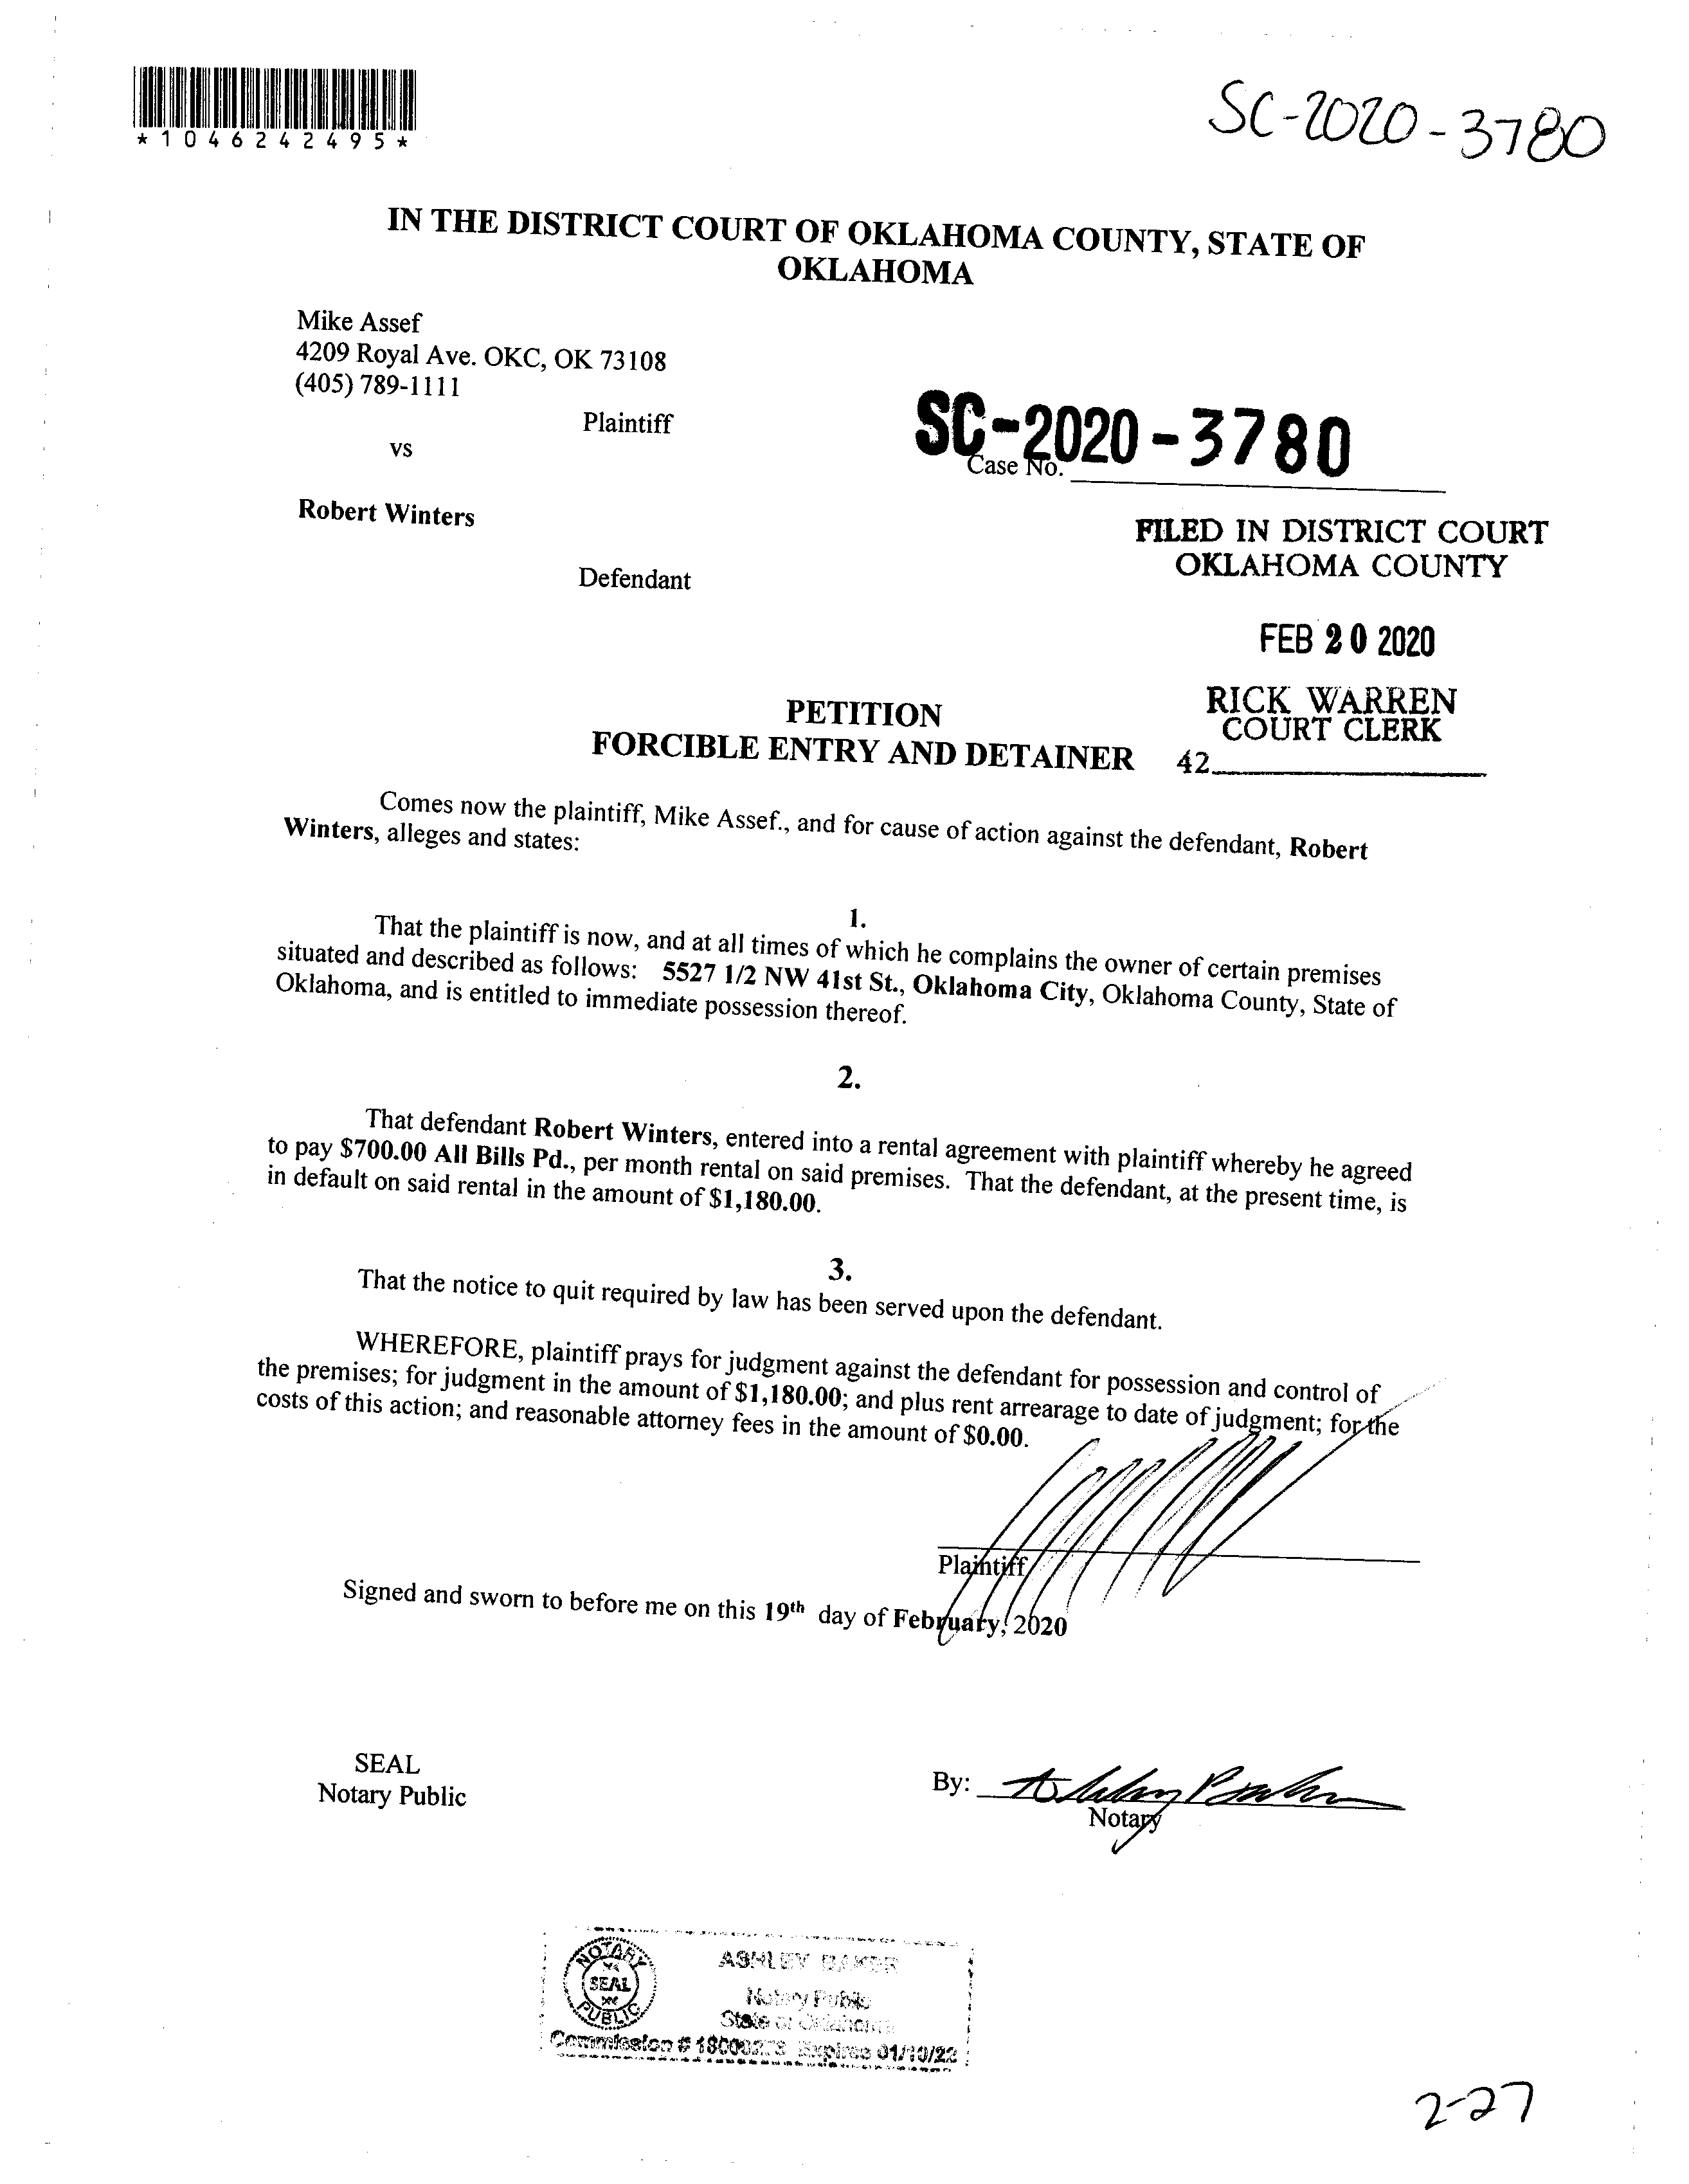 *1046242495*
SC-2020-3780
IN THE DISTRICT COURT OF OKLAHOMA COUNTY, STATE OF
OKLAHOMA
Mike Assef
4209 Royal Ave. OKC, OK 73108
(405) 789-1111
Plaintiff
vs
SC-2020-3780
Case No.
Robert Winters
Defendant
FILED IN DISTRICT COURT
OKLAHOMA COUNTY
FEB 20 2020
RICK WARREN
COURT CLERK
42
PETITION
FORCIBLE ENTRY AND DETAINER
Comes now the plaintiff, Mike Assef., and for cause of action against the defendant, Robert
Winters, alleges and states:
1.
That the plaintiff is now, and at all times of which he complains the owner of certain premises
situated and described as follows: 5527 1/2 NW 41st St., Oklahoma City, Oklahoma County, State of
Oklahoma, and is entitled to immediate possession thereof.
2.
That defendant Robert Winters, entered into a rental agreement with plaintiff whereby he agreed
to pay $700.00 All Bills Pd., per month rental on said premises. That the defendant, at the present time, is
in default on said rental in the amount of $1,180.00.
3.
That the notice to quit required by law has been served upon the defendant.
WHEREFORE, plaintiff prays for judgment against the defendant for possession and control of
the premises; for judgment in the amount of $1,180.00; and plus rent arrearage to date of judgment; for the
costs of this action; and reasonable attorney fees in the amount of $0.00.
Plaintiff
Signed and sworn to before me on this 19th day of February, 2020
SEAL
Notary Public
By: Ashley Baker
Notary
NOTARY
SEAL
PUBLIC
ASHLEY BAKER
Notary Public
State of Oklahoma
Commission # Expires 01/10/22
2-27